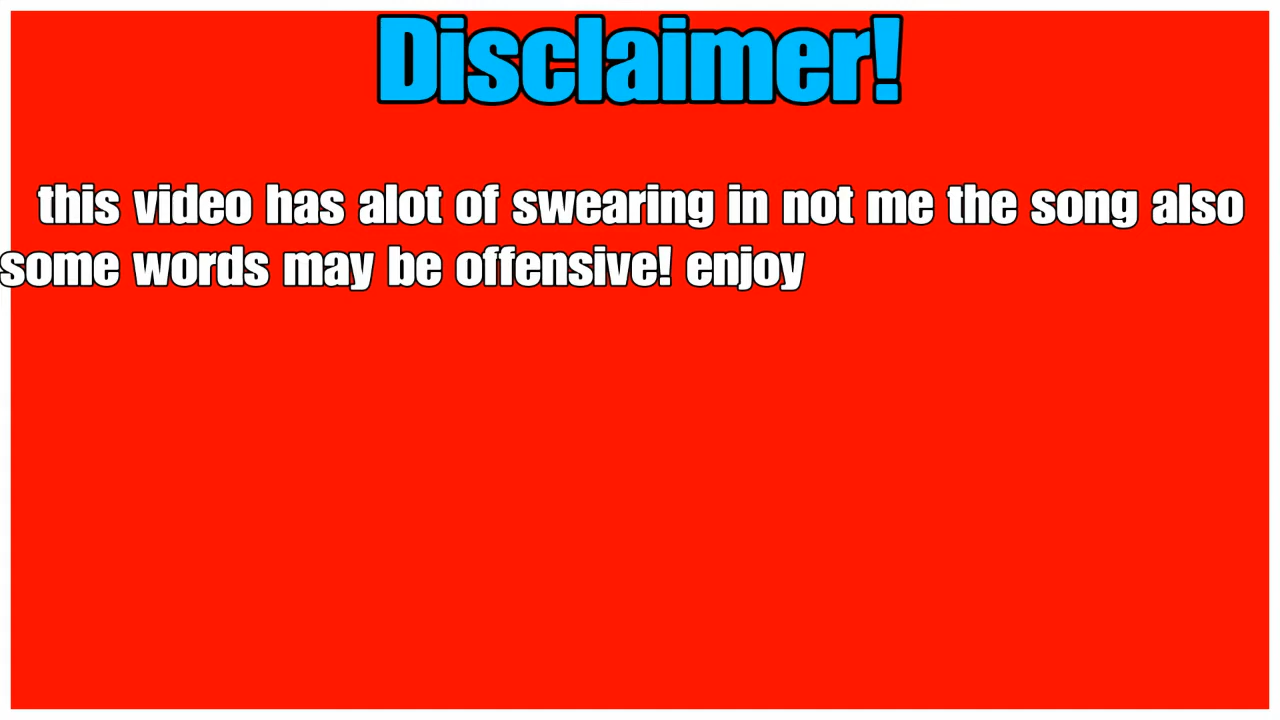 Disclaimer!
this video has alot of swearing in not me the song also
some words may be offensive! enjoy